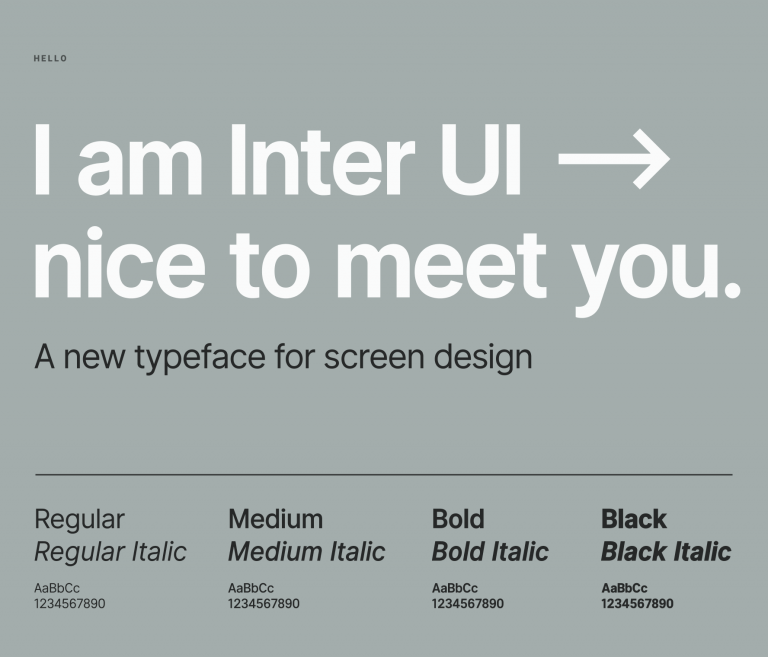 HELLO
I am Inter UI →
nice to meet you.
A new typeface for screen design
Regular
Regular Italic
AaBbCc
1234567890
Medium
Medium Italic
AaBbCc
1234567890
Bold
Bold Italic
AaBbCc
1234567890
Black
Black Italic
AaBbCc
1234567890